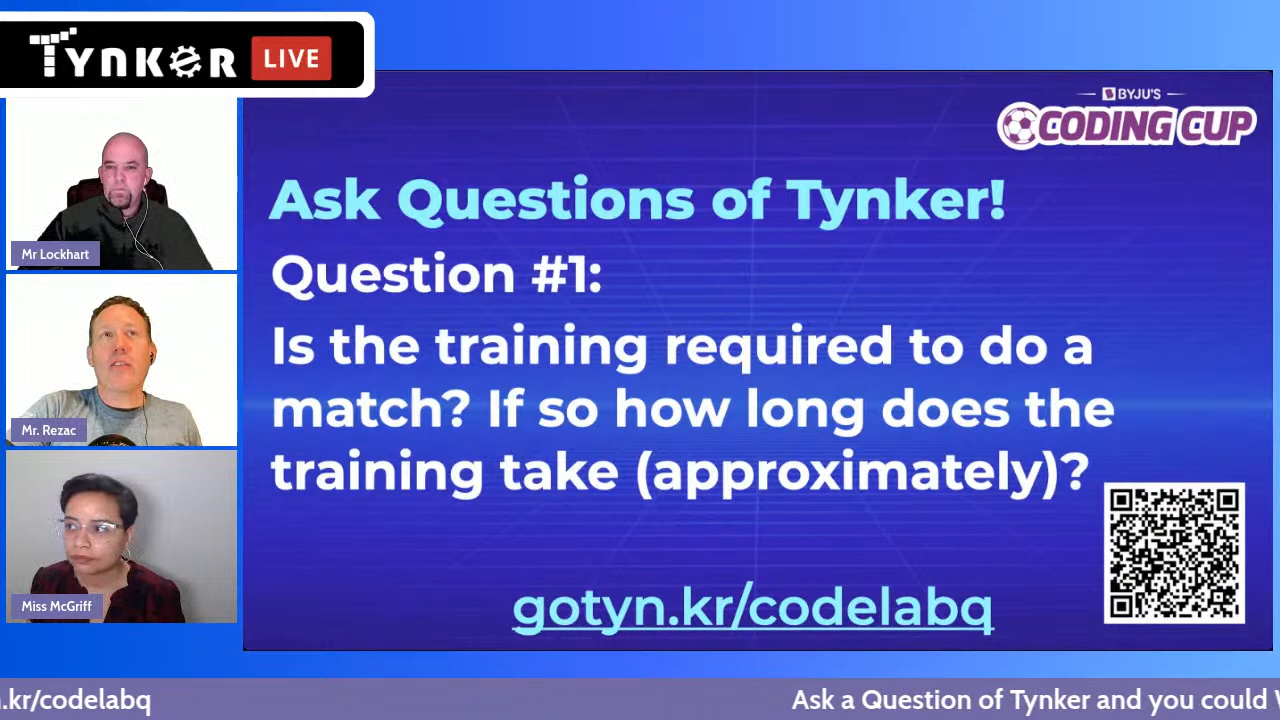 TYNKER LIVE
BYJU'S
CODING CUP
Ask Questions of Tynker!
Question #1:
Is the training required to do a
match? If so how long does the
training take (approximately)?
gotyn.kr/codelabq
Mr Lockhart
Mr. Rezac
Miss McGriff
n.kr/codelabq
Ask a Question of Tynker and you could